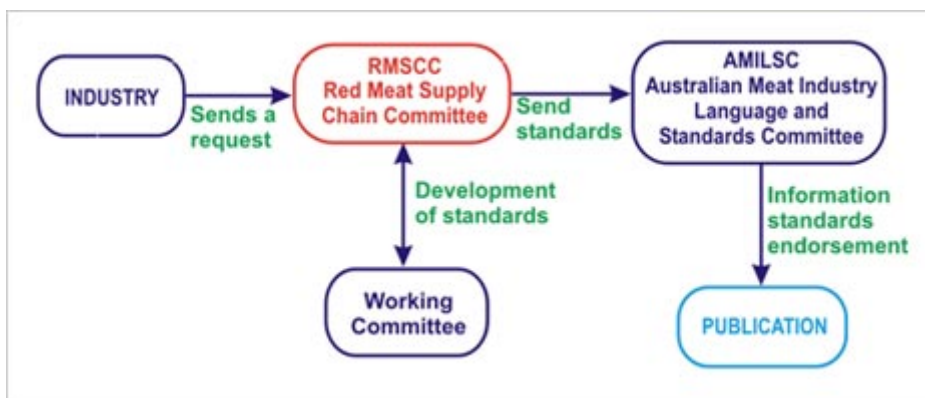 INDUSTRY
Sends a
request
RMSCC
Red Meat Supply
Chain Committee
Send
standards
AMILSC
Australian Meat Industry
Language and
Standards Committee
Development
of standards
Information
standards
endorsement
Working
Committee
PUBLICATION